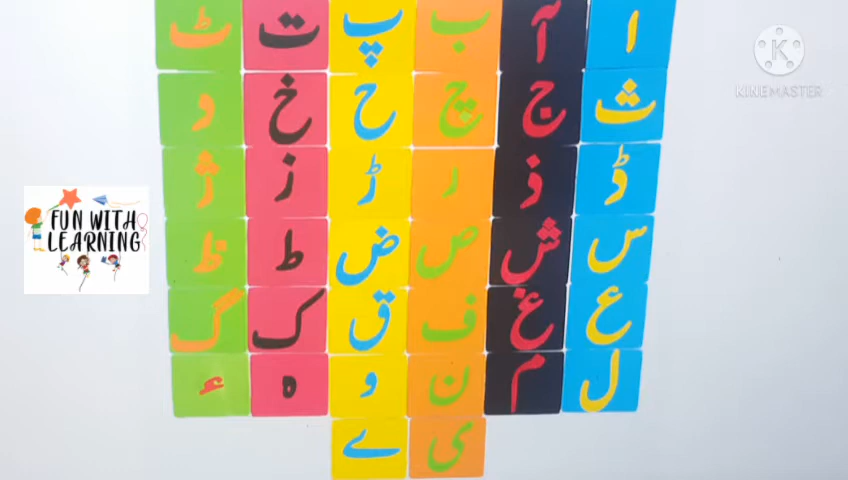 ا آ ب پ ت ٹ
ث ج چ ح خ د
ڈ ذ ر ڑ ز ژ
س ش ص ض ط ظ
ع غ ف ق ک گ
ل م ن و ہ ء
ی ے
FUN WITH
LEARNING
K
KINEMASTER